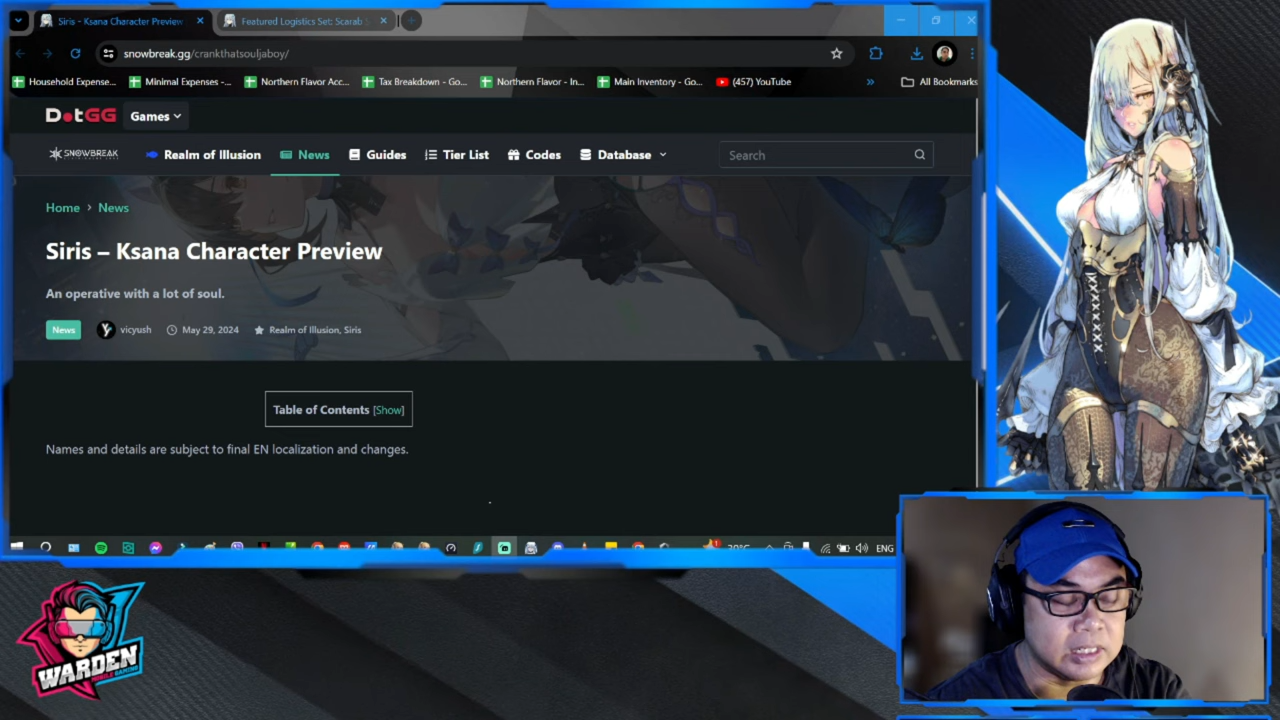 Siris - Ksana Character Preview
Featured Logistics Set: Scarab
snowbreak.gg/crankthatsouljaboy/
Household Expense...
Minimal Expenses -...
Northern Flavor Acc...
Tax Breakdown - Go...
Northern Flavor - In...
Main Inventory - Go...
(457) YouTube
»
All Bookmarks
DotGG
Games
SNOWBREAK
Realm of Illusion
News
Guides
Tier List
Codes
Database
Search
Home > News
Siris – Ksana Character Preview
An operative with a lot of soul.
News
vicyush
May 29, 2024
Realm of Illusion, Siris
Table of Contents [Show]
Names and details are subject to final EN localization and changes.
30°C
ENG
WARDEN
MOBILE GAMING